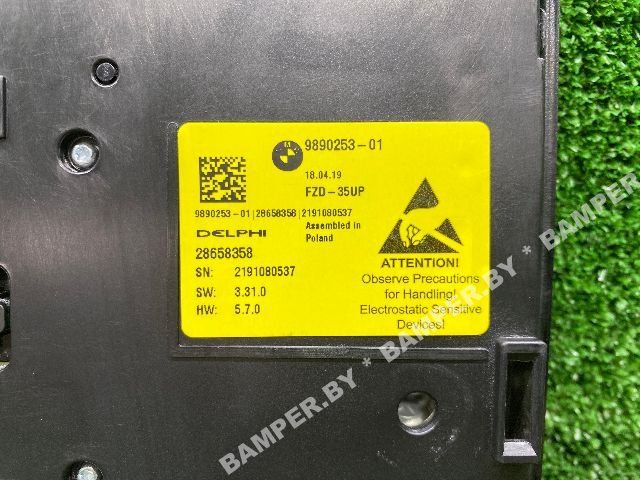 9890253-01
18.04.19
FZD-35UP
9890253-01|28658358|2191080537
DELPHI
Assembled in
Poland
28658358
SN: 2191080537
SW: 3.31.0
HW: 5.7.0
ATTENTION!
Observe Precautions
for Handling!
Electrostatic Sensitive
Devices!
BAMPER.BY * BAMPER.BY * BAMPER.BY